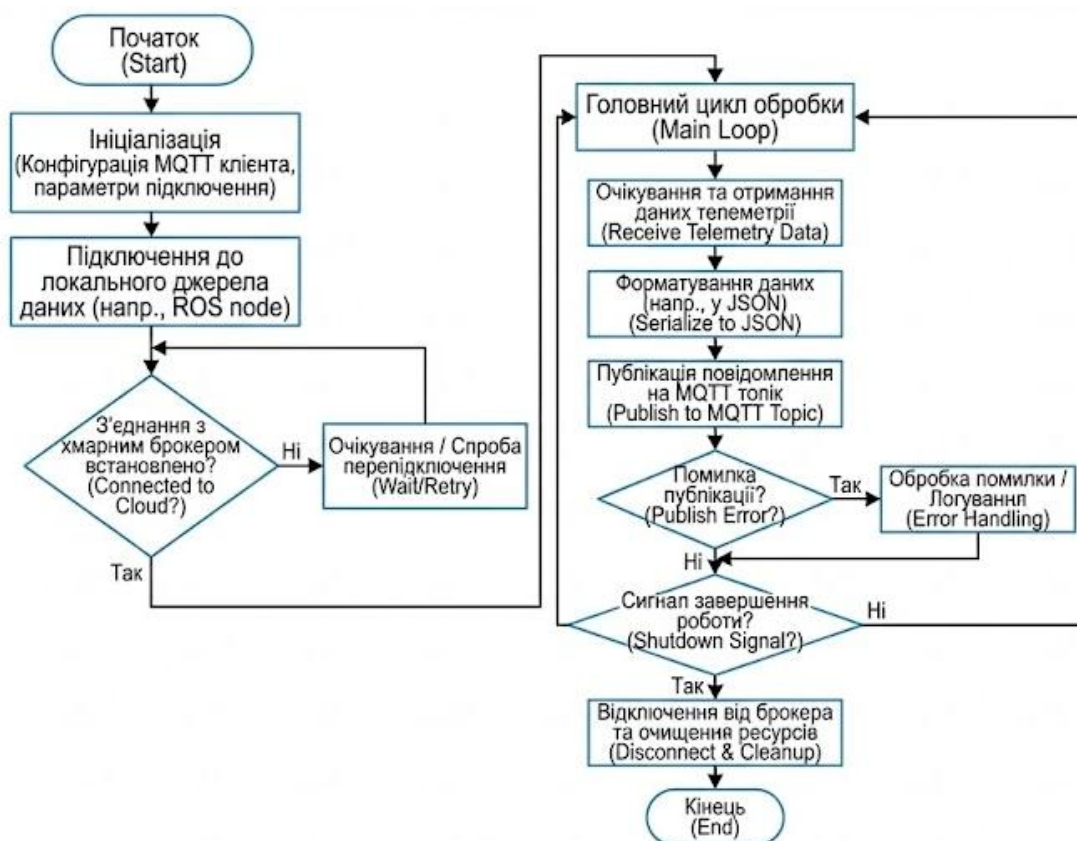 Початок
(Start)
Ініціалізація
(Конфігурація MQTT клієнта,
параметри підключення)
Підключення до
локального джерела
даних (напр., ROS node)
З'єднання з
хмарним брокером
встановлено?
(Connected to
Cloud?)
Ні
Очікування / Спроба
перепідключення
(Wait/Retry)
Так
Головний цикл обробки
(Main Loop)
Очікування та отримання
даних телеметрії
(Receive Telemetry Data)
Форматування даних
(напр., у JSON)
(Serialize to JSON)
Публікація повідомлення
на MQTT топік
(Publish to MQTT Topic)
Помилка
публікації?
(Publish Error?)
Так
Обробка помилки /
Логування
(Error Handling)
Ні
Сигнал завершення
роботи?
(Shutdown Signal?)
Ні
Так
Відключення від брокера
та очищення ресурсів
(Disconnect & Cleanup)
Кінець
(End)